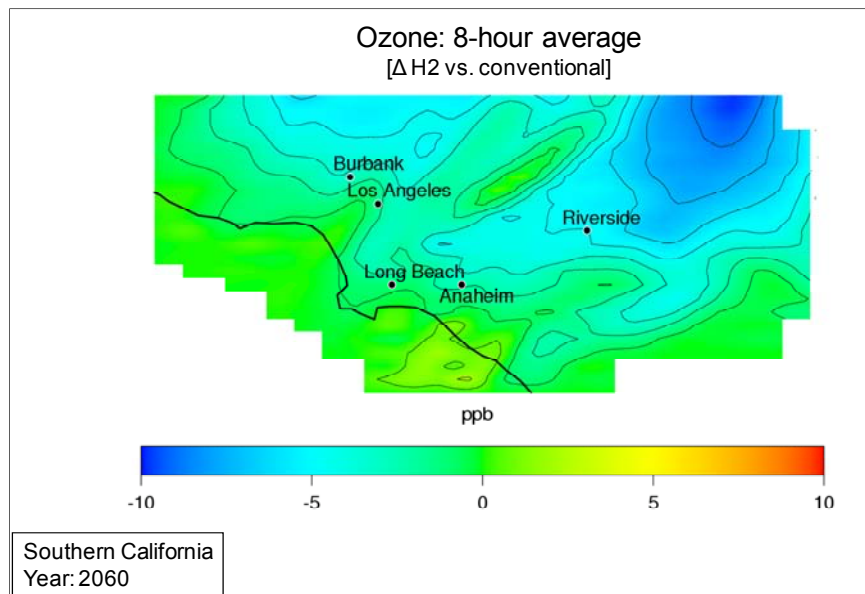 Ozone: 8-hour average
[Δ H2 vs. conventional]
Burbank
Los Angeles
Riverside
Long Beach
Anaheim
ppb
-10 -5 0 5 10
Southern California
Year: 2060